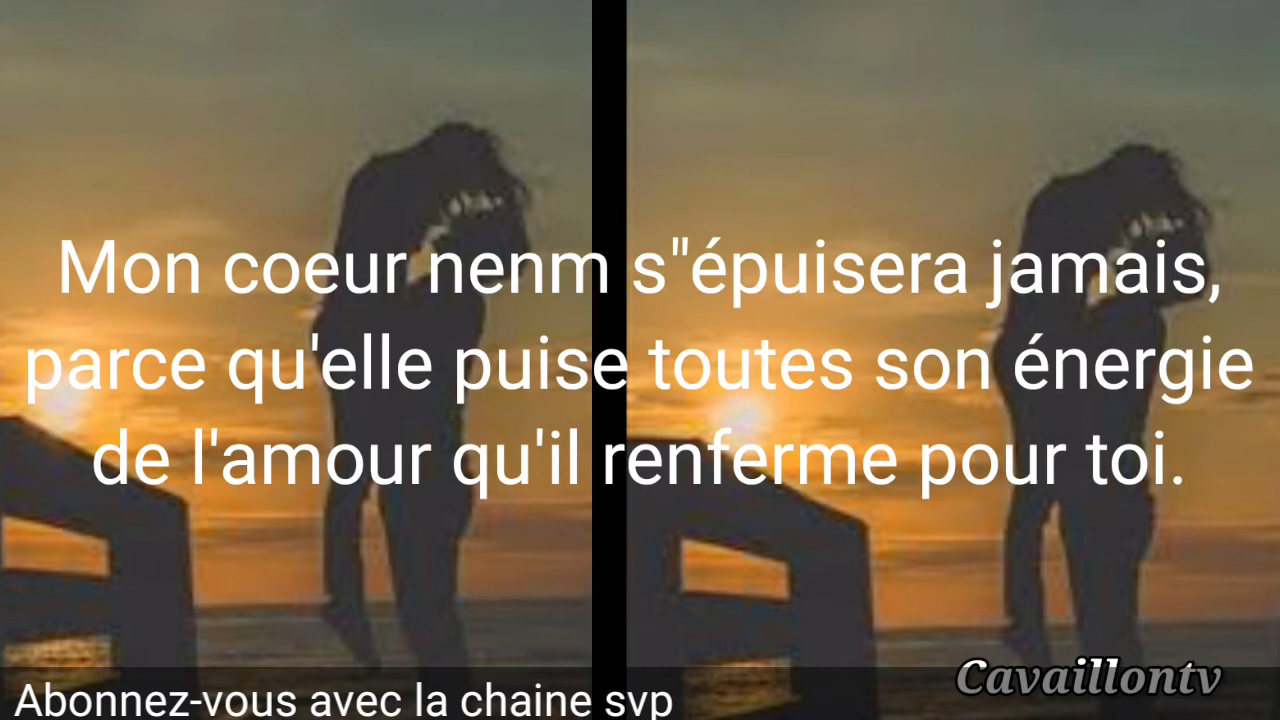 Mon coeur nenm s"épuisera jamais,
parce qu'elle puise toutes son énergie
de l'amour qu'il renferme pour toi.
Cavaillontv
Abonnez-vous avec la chaine svp